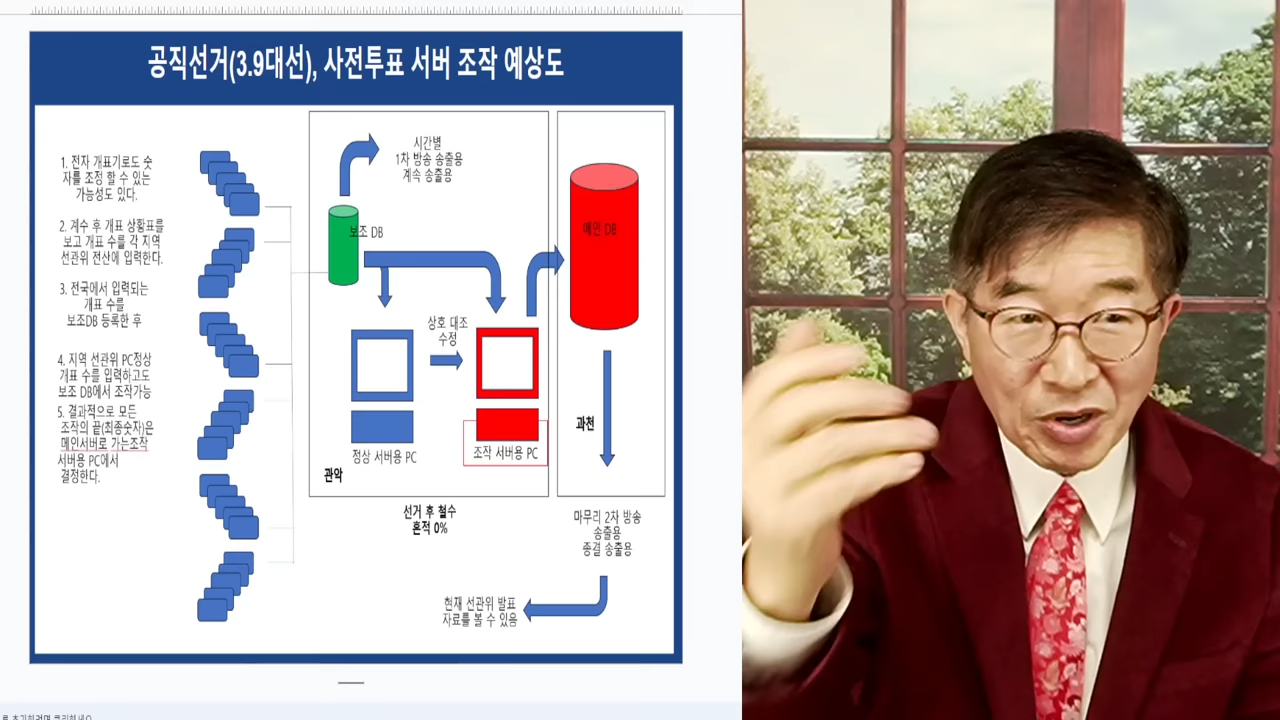 공직선거(3.9대선), 사전투표 서버 조작 예상도
1. 전자 개표기로도 숫
자를 조정 할 수 있는
가능성도 있다.
2. 계수 후 개표 상황표를
보고 개표 수를 각 지역
선관위 전산에 입력한다.
3. 전국에서 입력되는
개표 수를
보조DB 등록한 후
4. 지역 선관위 PC정상
개표 수를 입력하고도
보조 DB에서 조작가능
5. 결과적으로 모든
조작의 끝(최종숫자)은
메인서버로 가는조작
서버용 PC에서
결정한다.
시간별
1차 방송 송출용
계속 송출용
보조 DB
상호 대조
수정
정상 서버용 PC
조작 서버용 PC
관악
선거 후 철수
흔적 0%
메인 DB
과천
마무리 2차 방송
송출용
종결 송출용
현재 선관위 발표
자료를 볼 수 있음